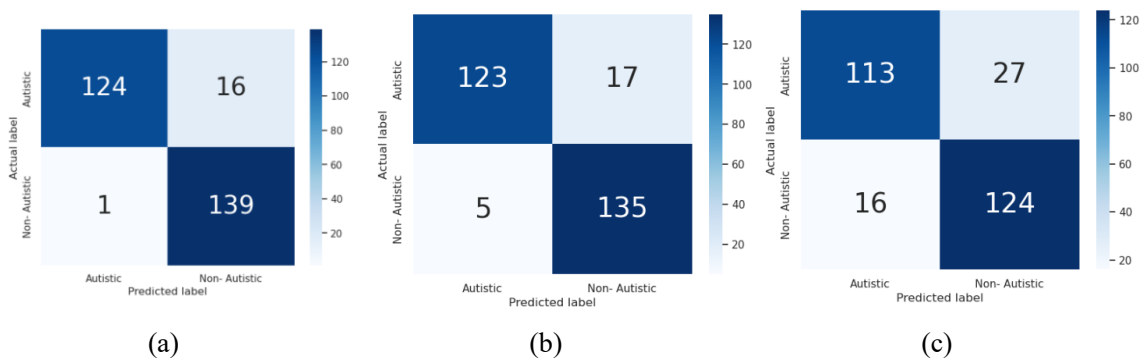 124 16
1 139
Autistic
Non- Autistic
Actual label
Autistic Non- Autistic
Predicted label
120
100
80
60
40
20
(a)
123 17
5 135
Autistic
Non- Autistic
Actual label
Autistic Non- Autistic
Predicted label
120
100
80
60
40
20
(b)
113 27
16 124
Autistic
Non- Autistic
Actual label
Autistic Non- Autistic
Predicted label
120
100
80
60
40
20
(c)